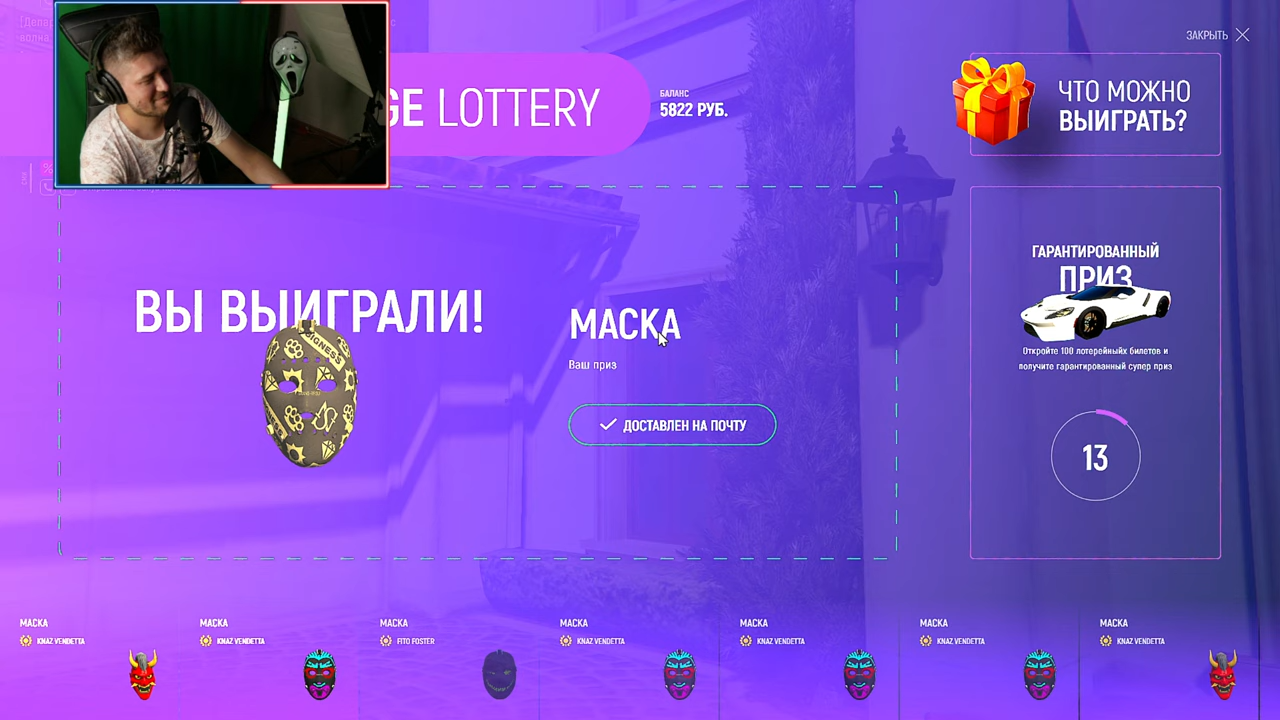 ЗАКРЫТЬ
GE LOTTERY
БАЛАНС
5822 РУБ.
ЧТО МОЖНО
ВЫИГРАТЬ?
ВЫ ВЫИГРАЛИ!
МАСКА
Ваш приз
ДОСТАВЛЕН НА ПОЧТУ
ГАРАНТИРОВАННЫЙ
ПРИЗ
Откройте 100 лотерейныйх билетов и
получите гарантированный супер приз
13
МАСКА
KNAZ VENDETTA
МАСКА
KNAZ VENDETTA
МАСКА
FITO FOSTER
МАСКА
KNAZ VENDETTA
МАСКА
KNAZ VENDETTA
МАСКА
KNAZ VENDETTA
МАСКА
KNAZ VENDETTA